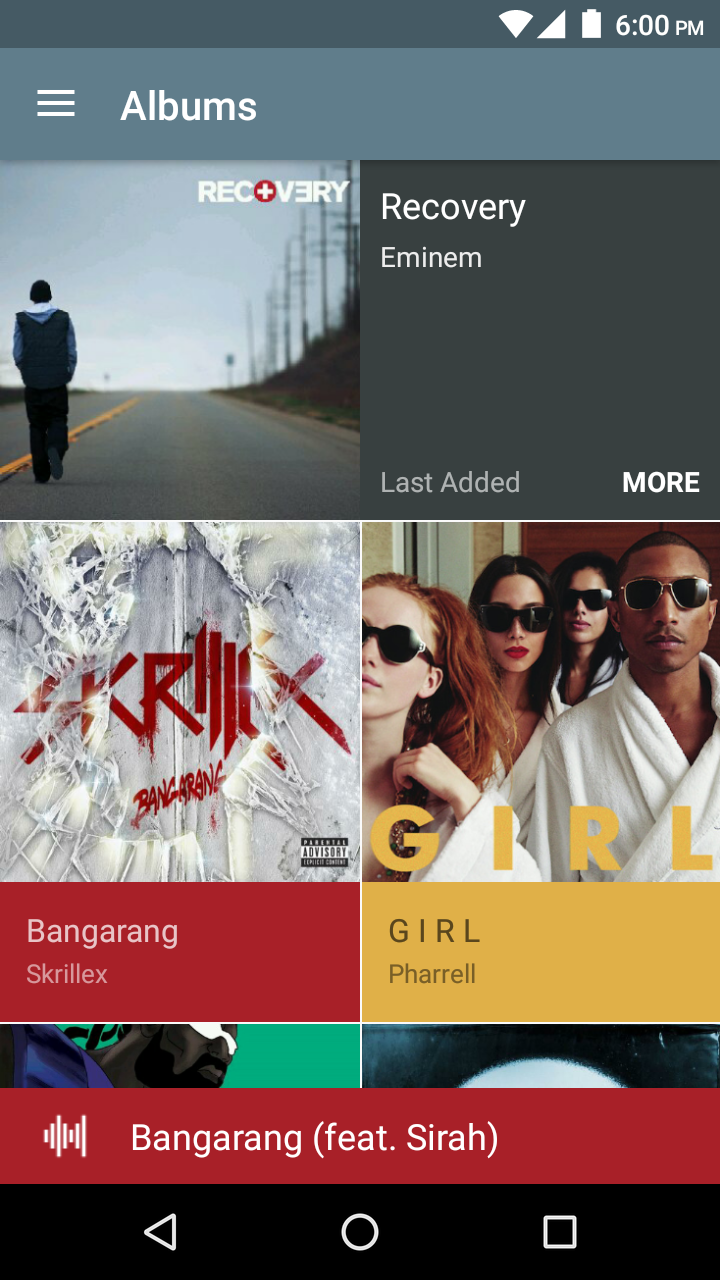 6:00 PM
Albums
RECOVERY
Recovery
Eminem
Last Added
MORE
SKRILLEX
BANGARANG
PARENTAL
ADVISORY
EXPLICIT CONTENT
G I R L
Bangarang
Skrillex
G I R L
Pharrell
Bangarang (feat. Sirah)